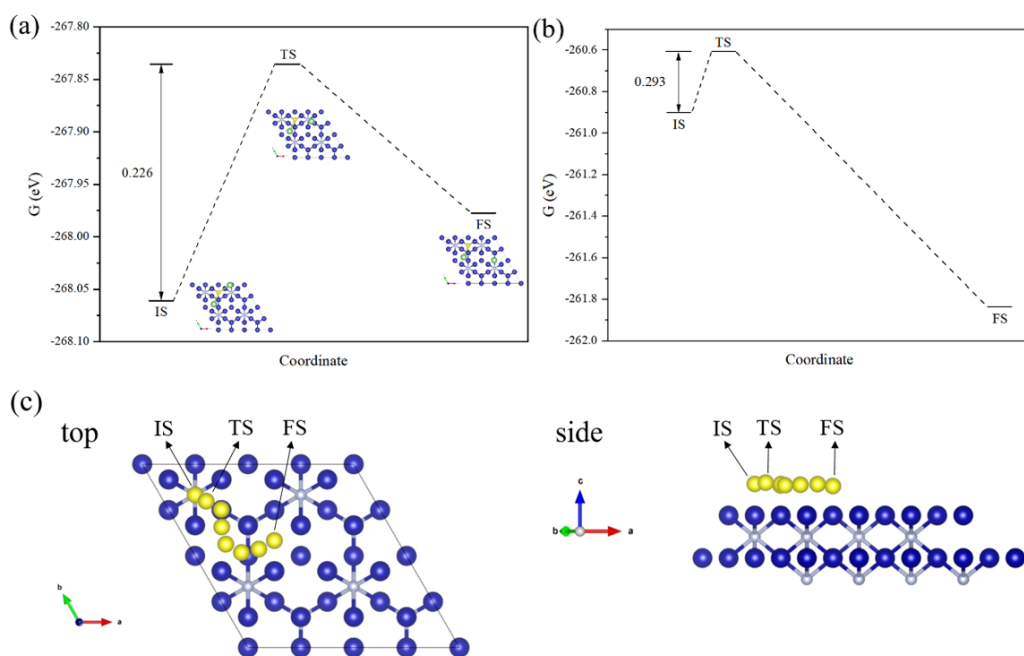 (a)
-267.80
-267.85
-267.90
-267.95
-268.00
-268.05
-268.10
G (eV)
TS
0.226
IS
FS
Coordinate
(b)
-260.6
-260.8
-261.0
-261.2
-261.4
-261.6
-261.8
-262.0
G (eV)
TS
0.293
IS
FS
Coordinate
(c)
top
IS TS FS
b
a
side
IS TS FS
c
b
a